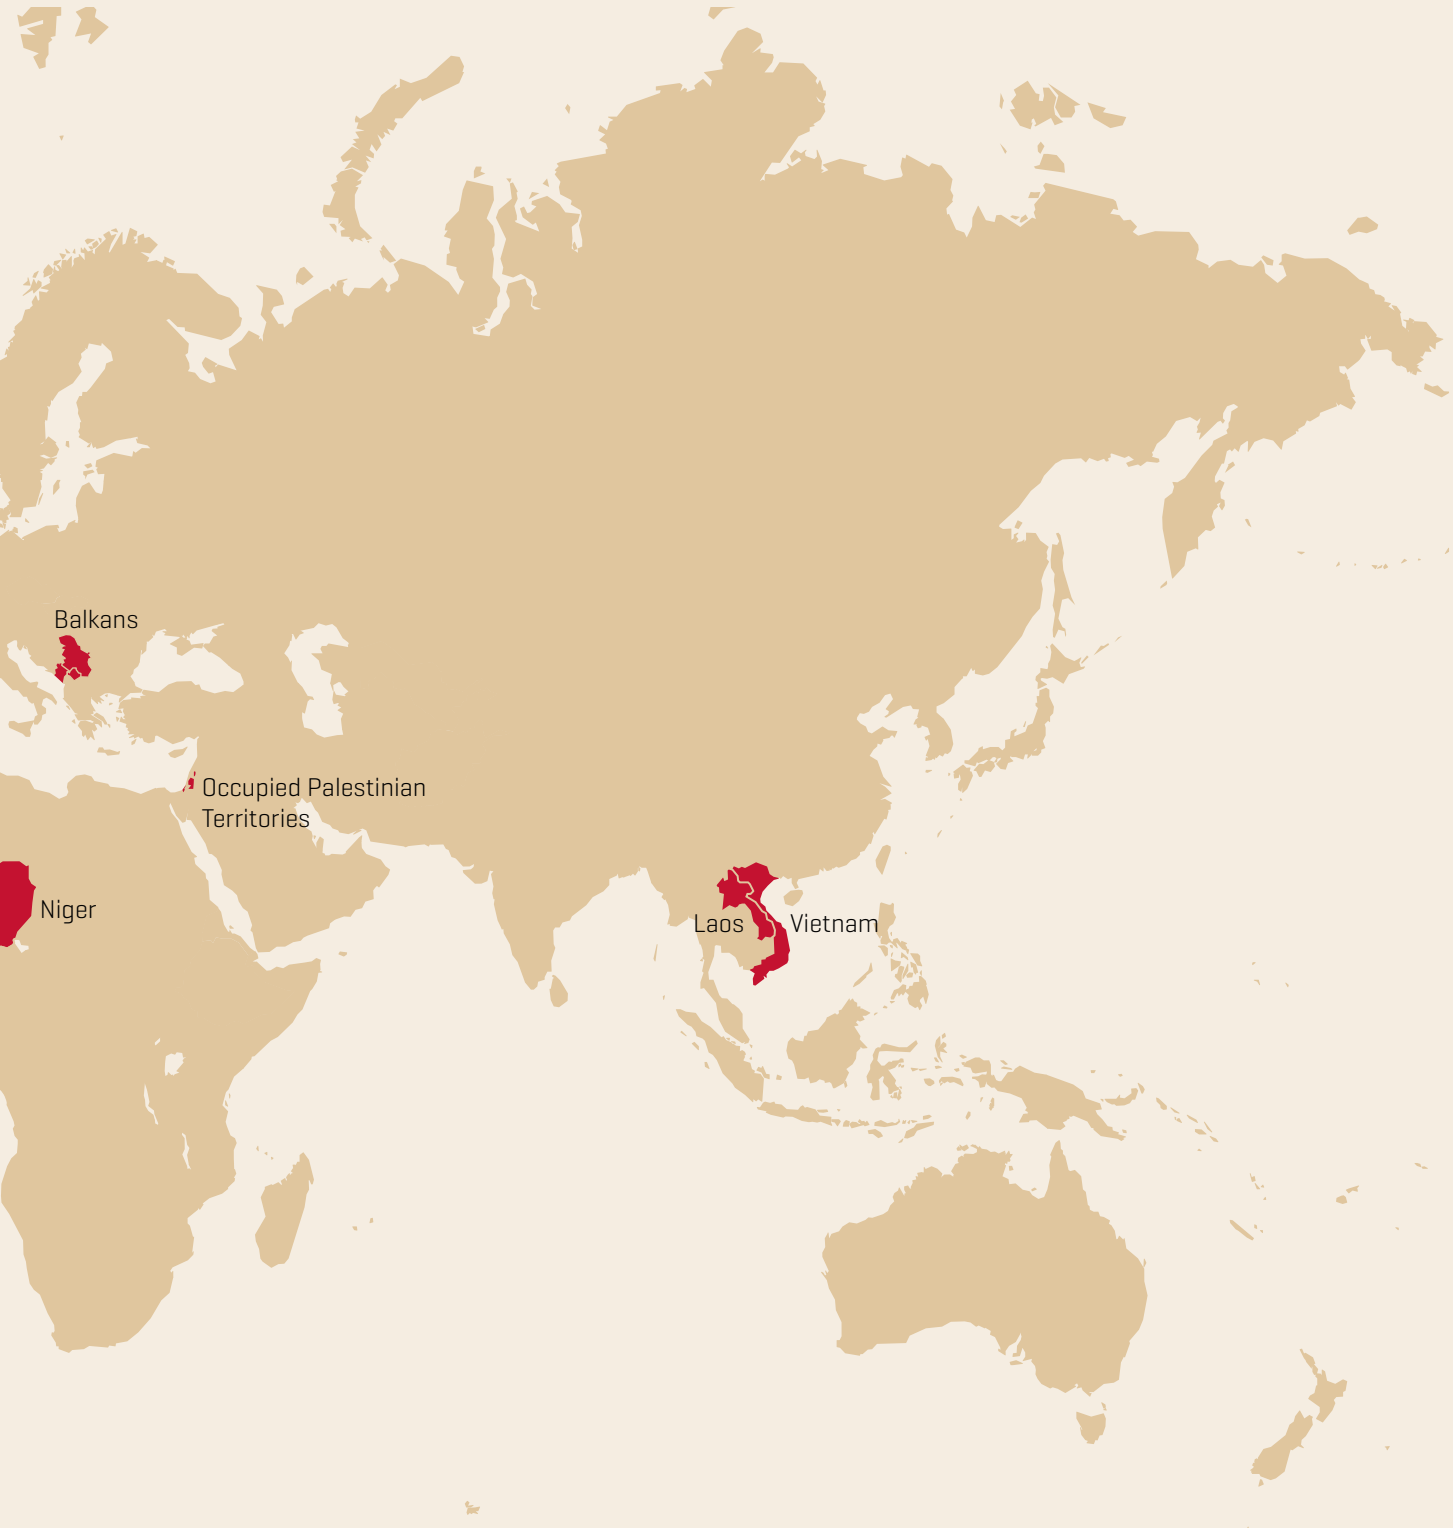 Balkans
Occupied Palestinian
Territories
Niger
Laos
Vietnam